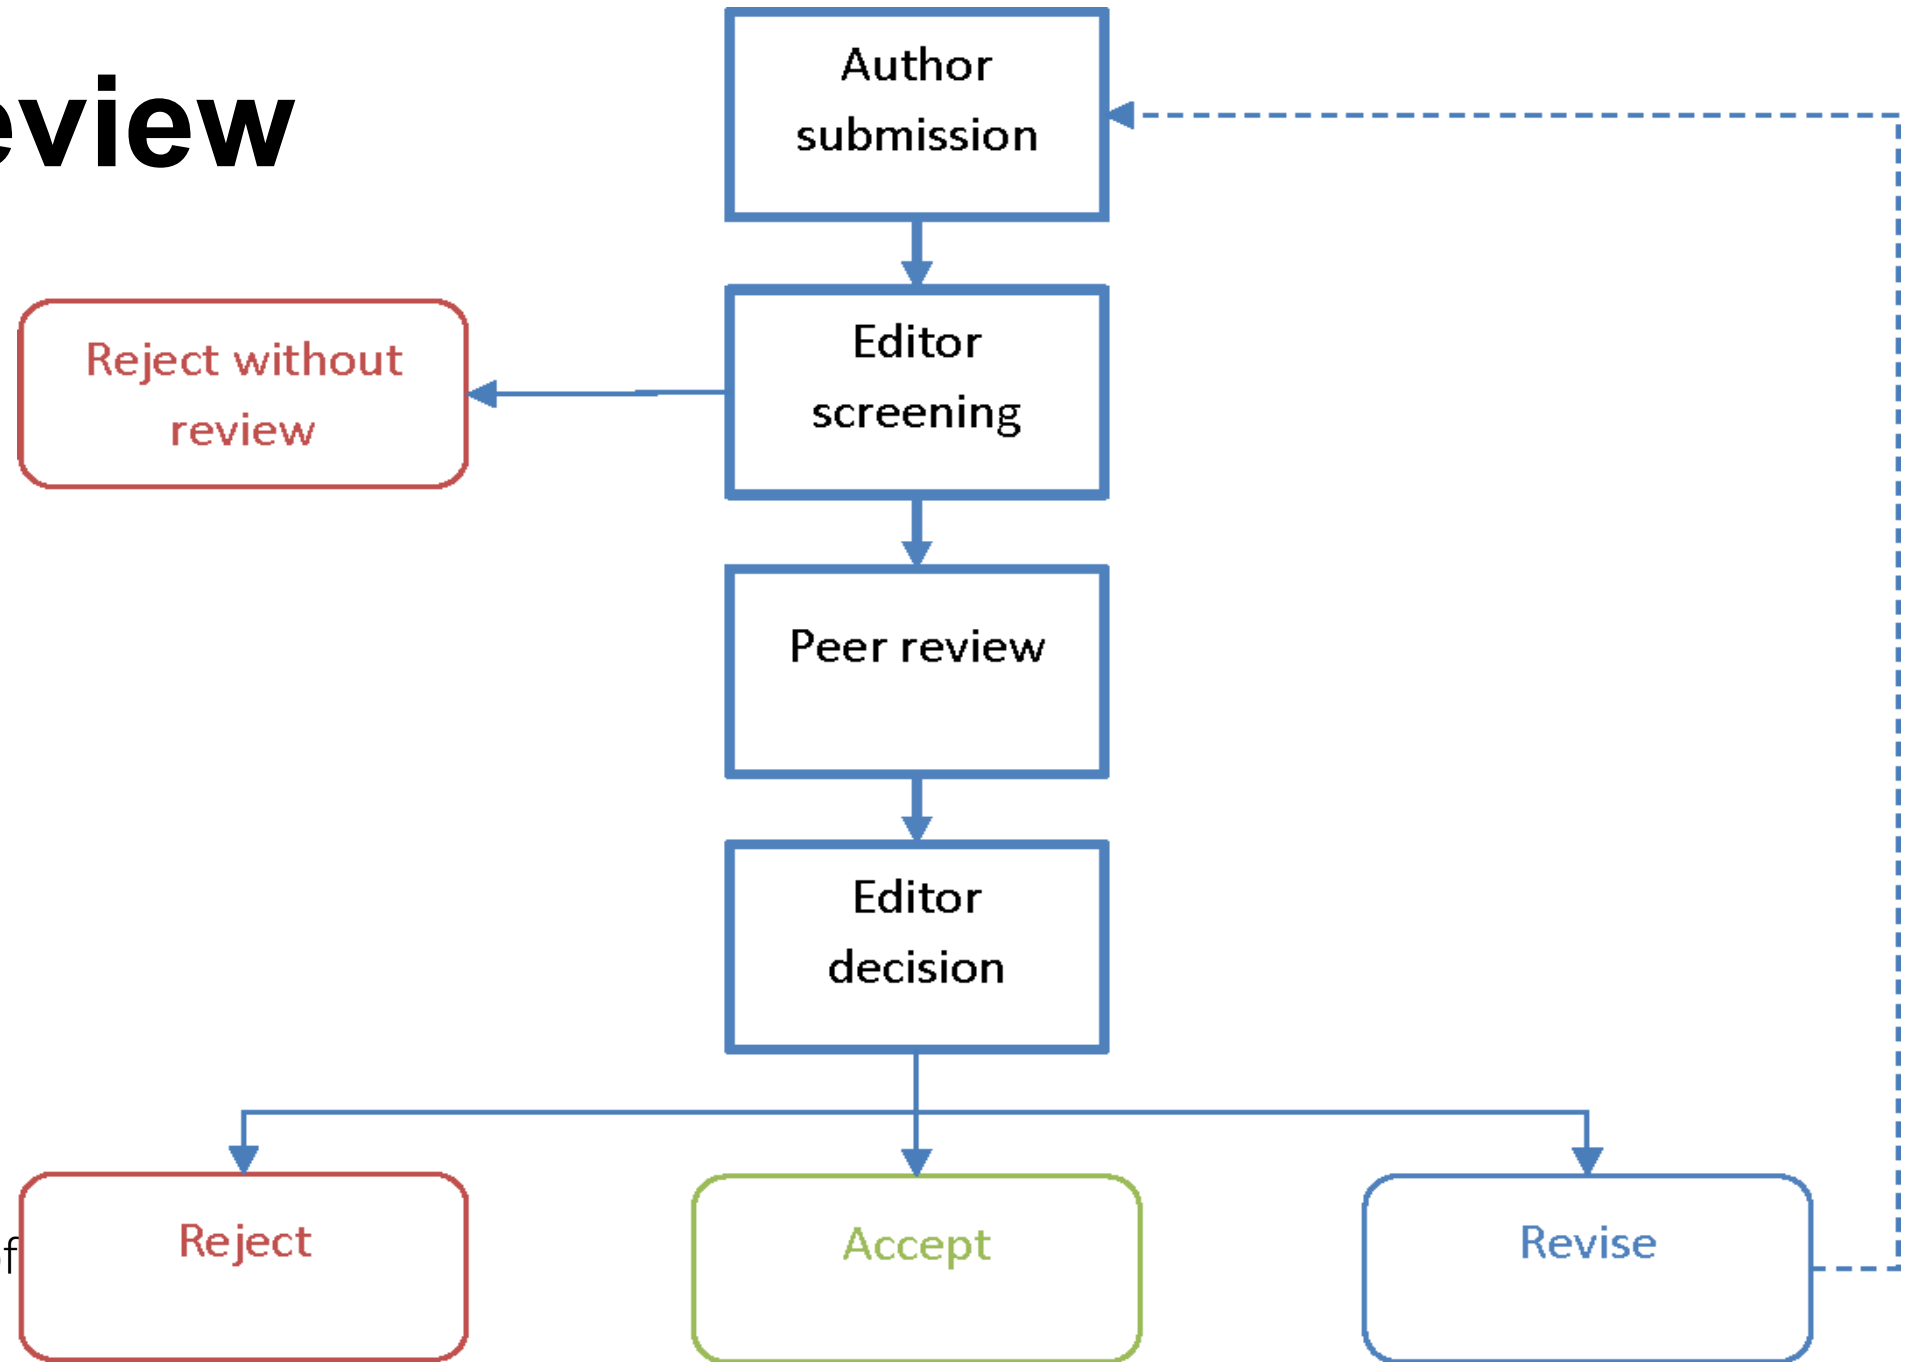 eview
Author
submission
Reject without
review
Editor
screening
Peer review
Editor
decision
Reject
Accept
Revise